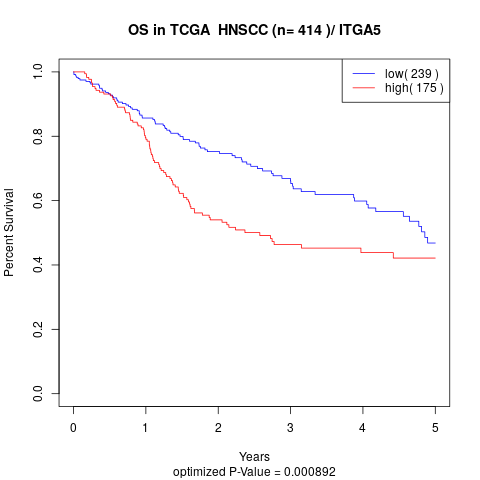 OS in TCGA  HNSCC (n= 414 )/ ITGA5
low( 239 )
high( 175 )
Percent Survival
1.0
0.8
0.6
0.4
0.2
0.0
0 1 2 3 4 5
Years
optimized P-Value = 0.000892